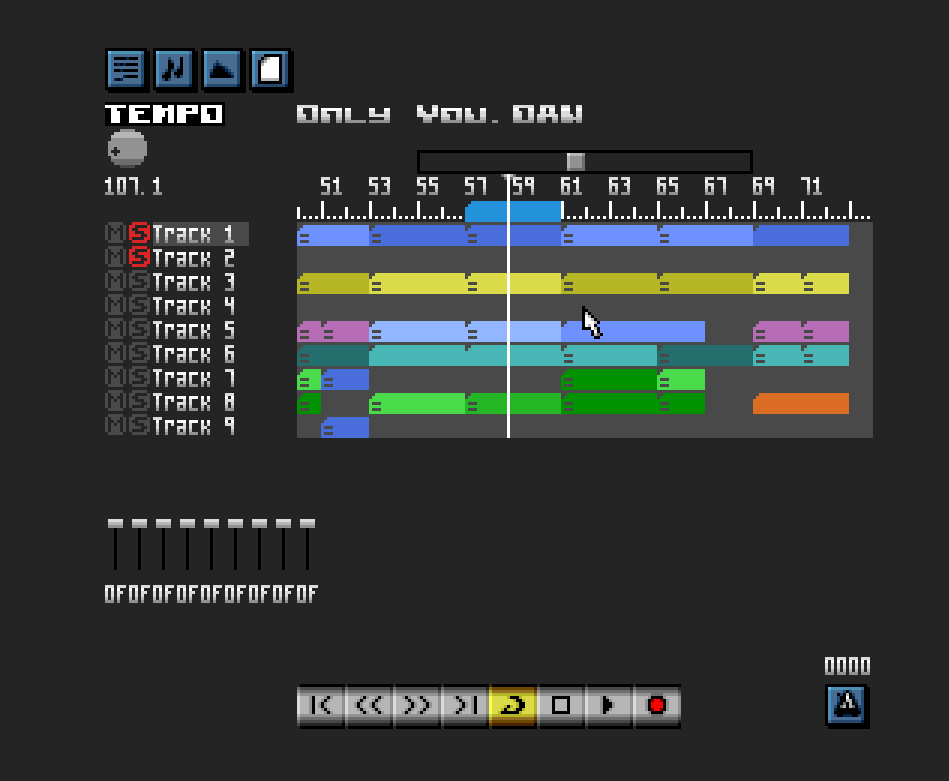 TEMPO Only You. DAN
107.1 51 53 55 57 59 61 63 65 67 69 71
M S Track 1
M S Track 2
M S Track 3
M S Track 4
M S Track 5
M S Track 6
M S Track 7
M S Track 8
M S Track 9
0F0F0F0F0F0F0F0F0F
0000